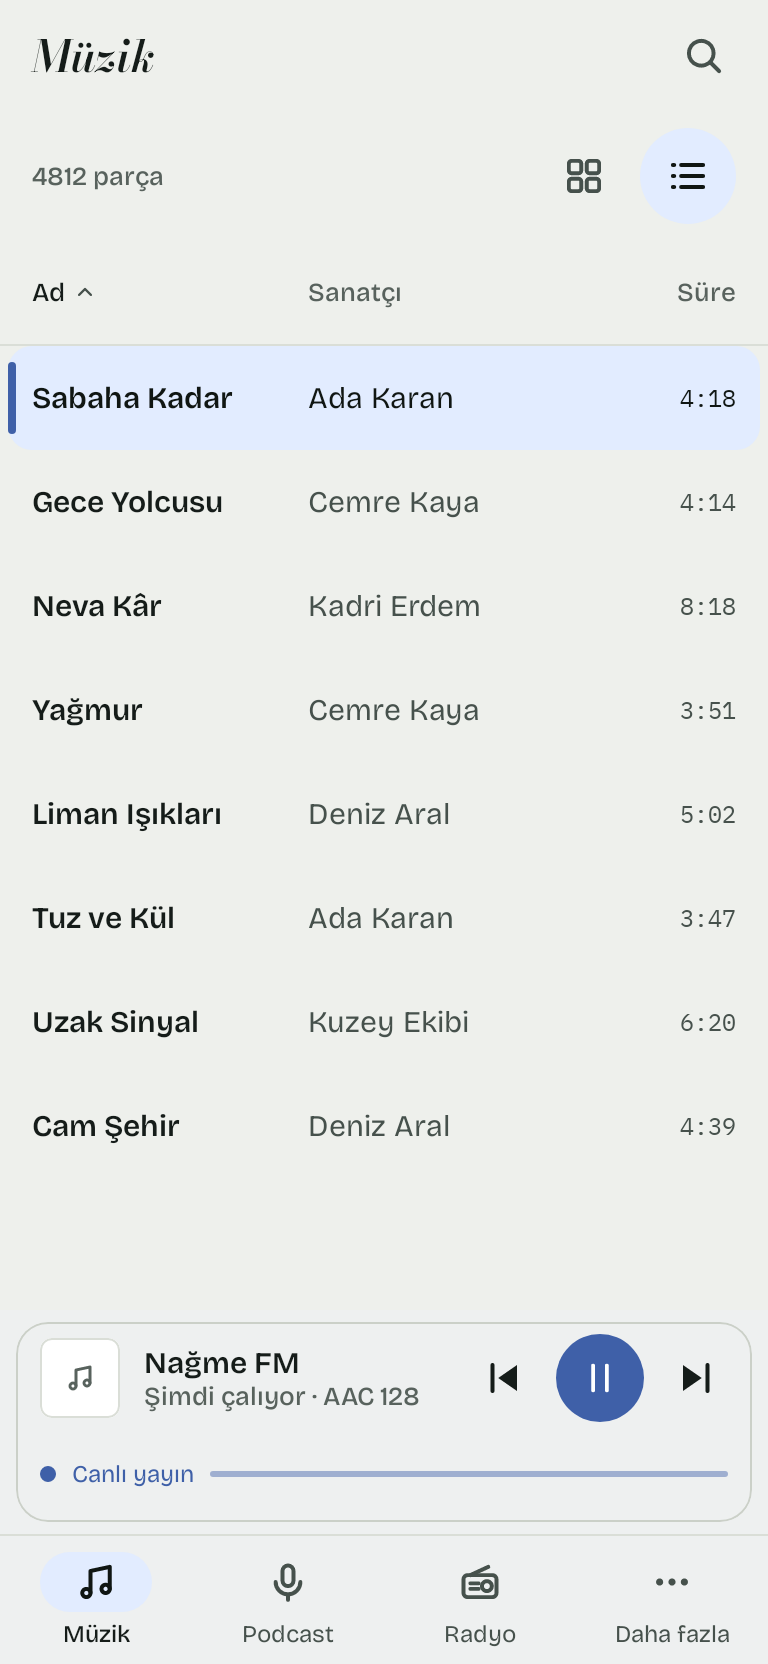 Müzik
4812 parça
Ad Sanatçı Süre
Sabaha Kadar Ada Karan 4:18
Gece Yolcusu Cemre Kaya 4:14
Neva Kâr Kadri Erdem 8:18
Yağmur Cemre Kaya 3:51
Liman Işıkları Deniz Aral 5:02
Tuz ve Kül Ada Karan 3:47
Uzak Sinyal Kuzey Ekibi 6:20
Cam Şehir Deniz Aral 4:39
Nağme FM
Şimdi çalıyor · AAC 128
Canlı yayın
Müzik Podcast Radyo Daha fazla